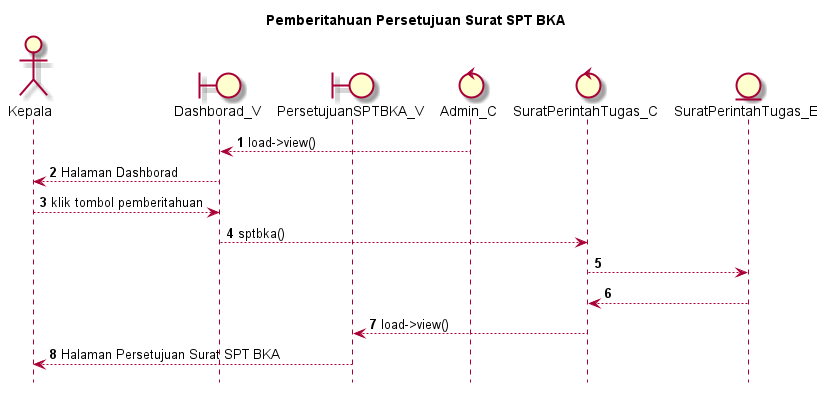 Pemberitahuan Persetujuan Surat SPT BKA
Kepala
Dashborad_V
PersetujuanSPTBKA_V
Admin_C
SuratPerintahTugas_C
SuratPerintahTugas_E
1 load->view()
2 Halaman Dashborad
3 klik tombol pemberitahuan
4 sptbka()
5
6
7 load->view()
8 Halaman Persetujuan Surat SPT BKA